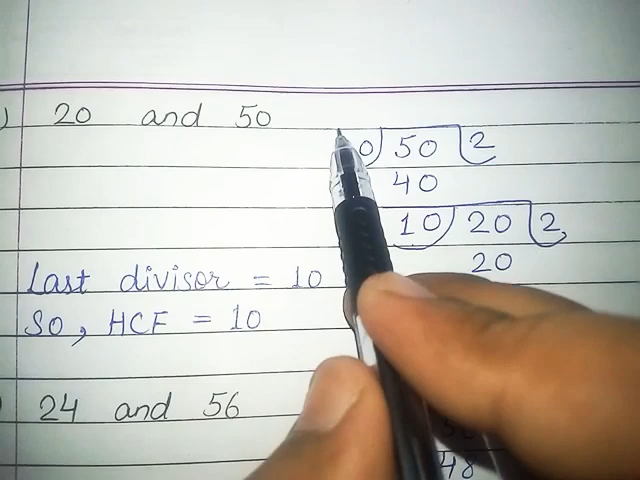 ) 20 and 50
0) 50 (2
40
10) 20 (2
20
Last divisor = 10
So, HCF = 10
) 24 and 56
48